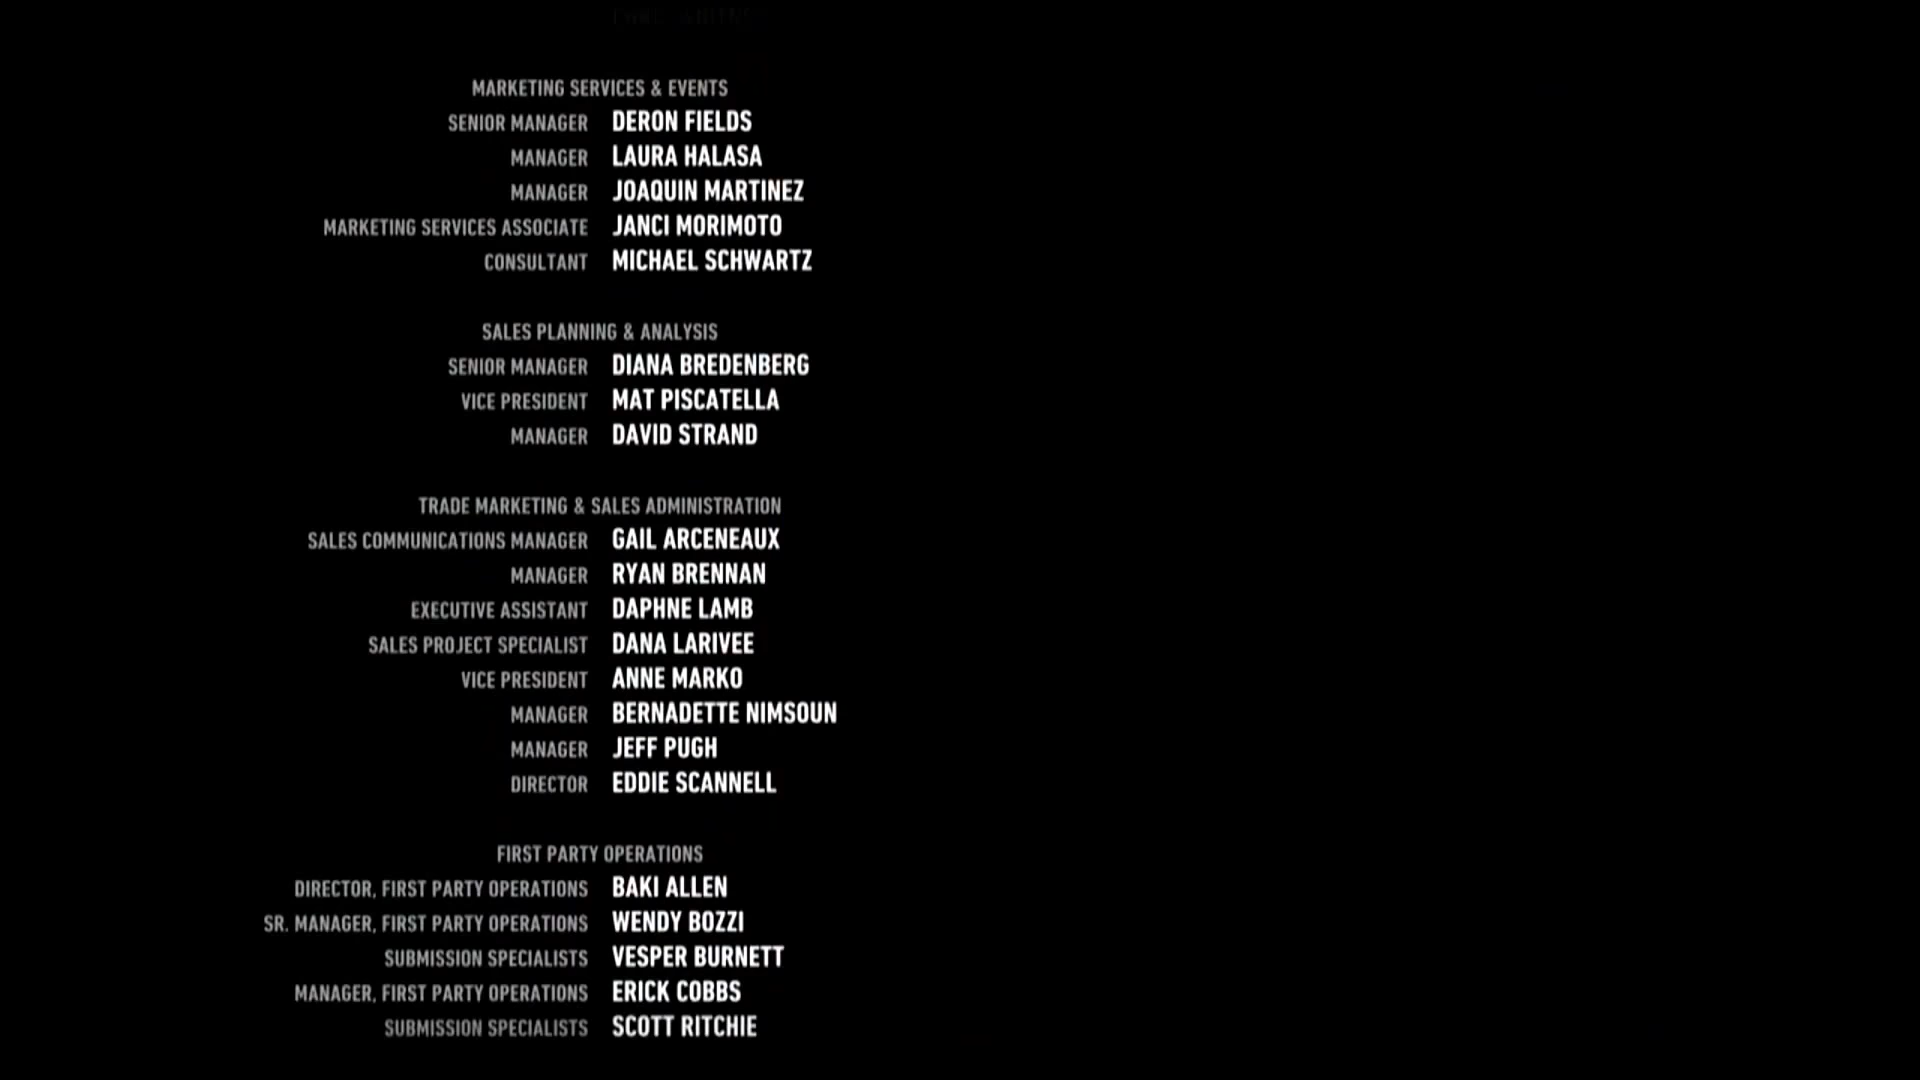 MARKETING SERVICES & EVENTS
SENIOR MANAGER DERON FIELDS
MANAGER LAURA HALASA
MANAGER JOAQUIN MARTINEZ
MARKETING SERVICES ASSOCIATE JANCI MORIMOTO
CONSULTANT MICHAEL SCHWARTZ
SALES PLANNING & ANALYSIS
SENIOR MANAGER DIANA BREDENBERG
VICE PRESIDENT MAT PISCATELLA
MANAGER DAVID STRAND
TRADE MARKETING & SALES ADMINISTRATION
SALES COMMUNICATIONS MANAGER GAIL ARCENEAUX
MANAGER RYAN BRENNAN
EXECUTIVE ASSISTANT DAPHNE LAMB
SALES PROJECT SPECIALIST DANA LARIVEE
VICE PRESIDENT ANNE MARKO
MANAGER BERNADETTE NIMSOUN
MANAGER JEFF PUGH
DIRECTOR EDDIE SCANNELL
FIRST PARTY OPERATIONS
DIRECTOR, FIRST PARTY OPERATIONS BAKI ALLEN
SR. MANAGER, FIRST PARTY OPERATIONS WENDY BOZZI
SUBMISSION SPECIALISTS VESPER BURNETT
MANAGER, FIRST PARTY OPERATIONS ERICK COBBS
SUBMISSION SPECIALISTS SCOTT RITCHIE